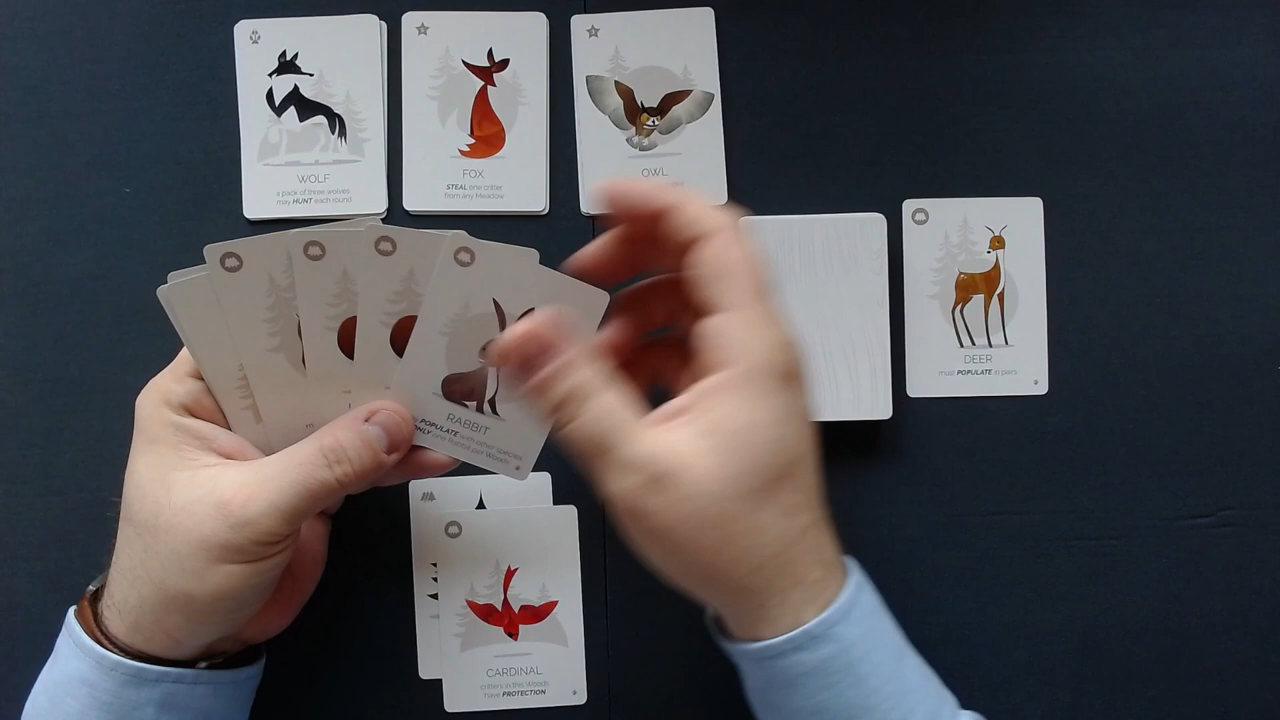 WOLF
a pack of three wolves
may HUNT each round
FOX
STEAL one critter
from any Meadow
OWL
DEER
must POPULATE in pairs
RABBIT
POPULATE with other species
ONLY one Rabbit per Woods
CARDINAL
critters in this Woods
have PROTECTION